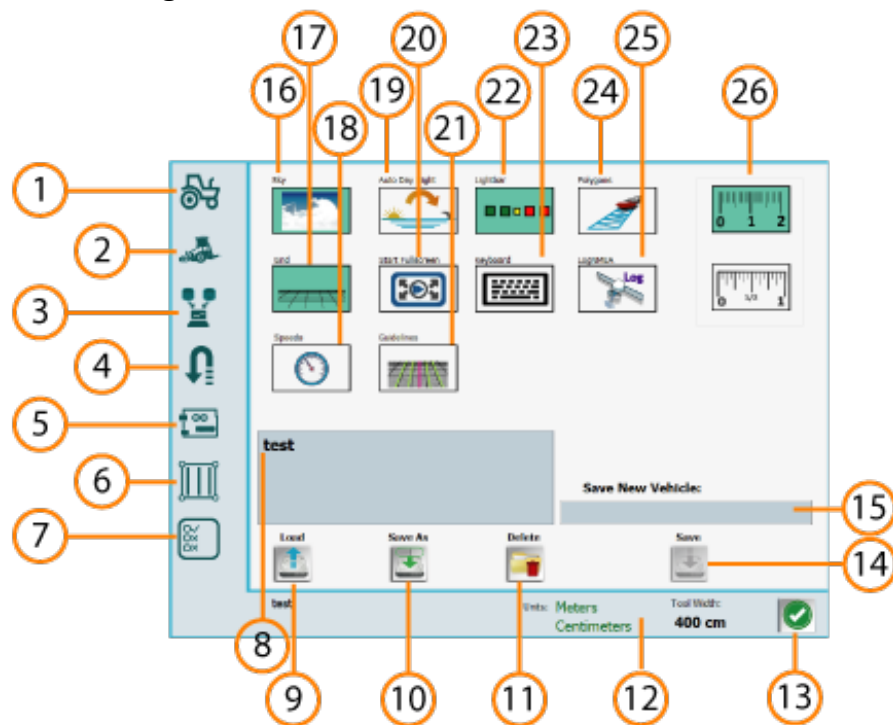 17 20 23 25
16 18 19 21 22 24 26
1
2
3
4
5
6
7
Sky Auto Day Night Lightbar Polygons
0 1 2
Grid Start Fullscreen Keyboard LogNMEA
Log
0 1/2 1
Speedo Guidelines
test
Save New Vehicle:
15
Load Save As Delete Save
14
test Units: Meters Tool Width:
Centimeters 400 cm
8
9 10 11 12 13